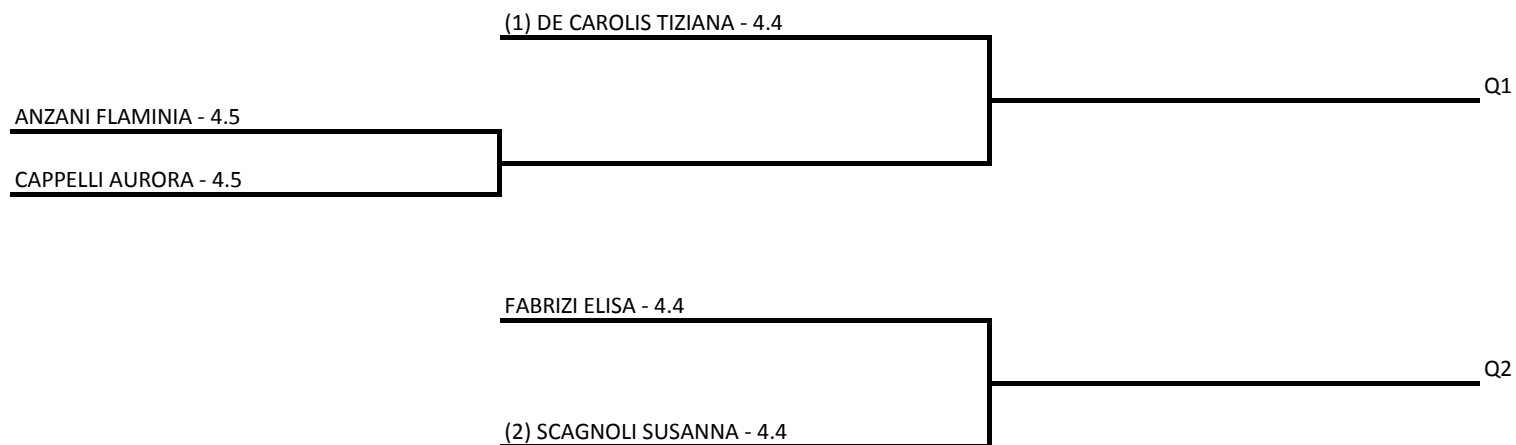 (1) DE CAROLIS TIZIANA - 4.4
Q1
ANZANI FLAMINIA - 4.5
CAPPELLI AURORA - 4.5
FABRIZI ELISA - 4.4
Q2
(2) SCAGNOLI SUSANNA - 4.4